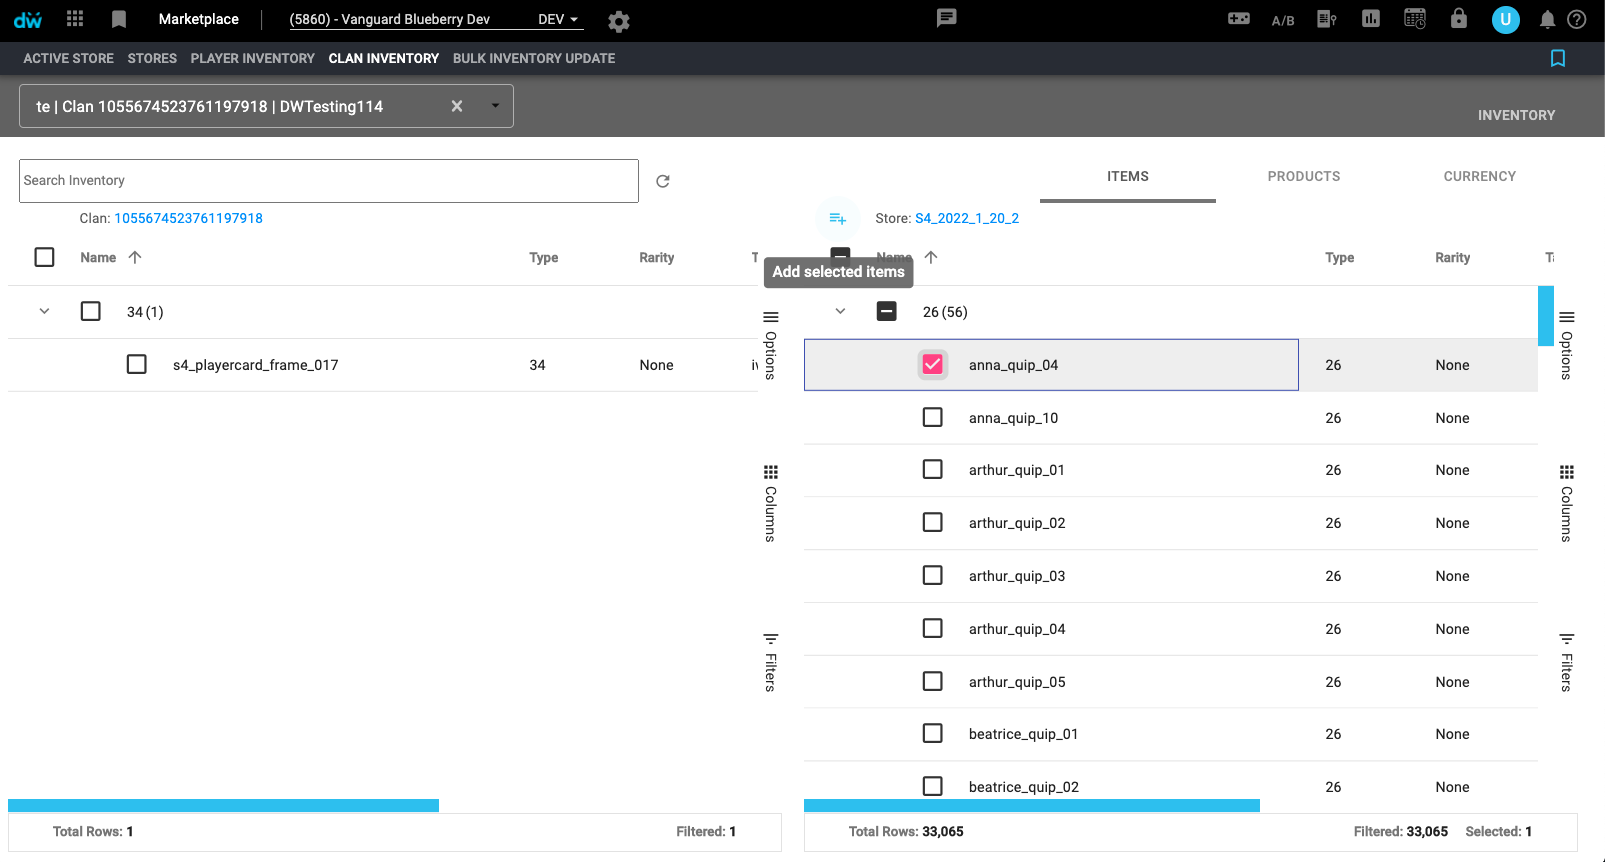 dw Marketplace (5860) - Vanguard Blueberry Dev DEV A/B U
ACTIVE STORE STORES PLAYER INVENTORY CLAN INVENTORY BULK INVENTORY UPDATE
te | Clan 1055674523761197918 | DWTesting114
INVENTORY
Search Inventory
ITEMS PRODUCTS CURRENCY
Clan: 1055674523761197918
Store: S4_2022_1_20_2
Name Type Rarity
Name Type Rarity
Add selected items
34 (1)
26 (56)
s4_playercard_frame_017 34 None
anna_quip_04 26 None
anna_quip_10 26 None
arthur_quip_01 26 None
arthur_quip_02 26 None
arthur_quip_03 26 None
arthur_quip_04 26 None
arthur_quip_05 26 None
beatrice_quip_01 26 None
beatrice_quip_02 26 None
Options
Columns
Filters
Options
Columns
Filters
Total Rows: 1 Filtered: 1
Total Rows: 33,065 Filtered: 33,065 Selected: 1